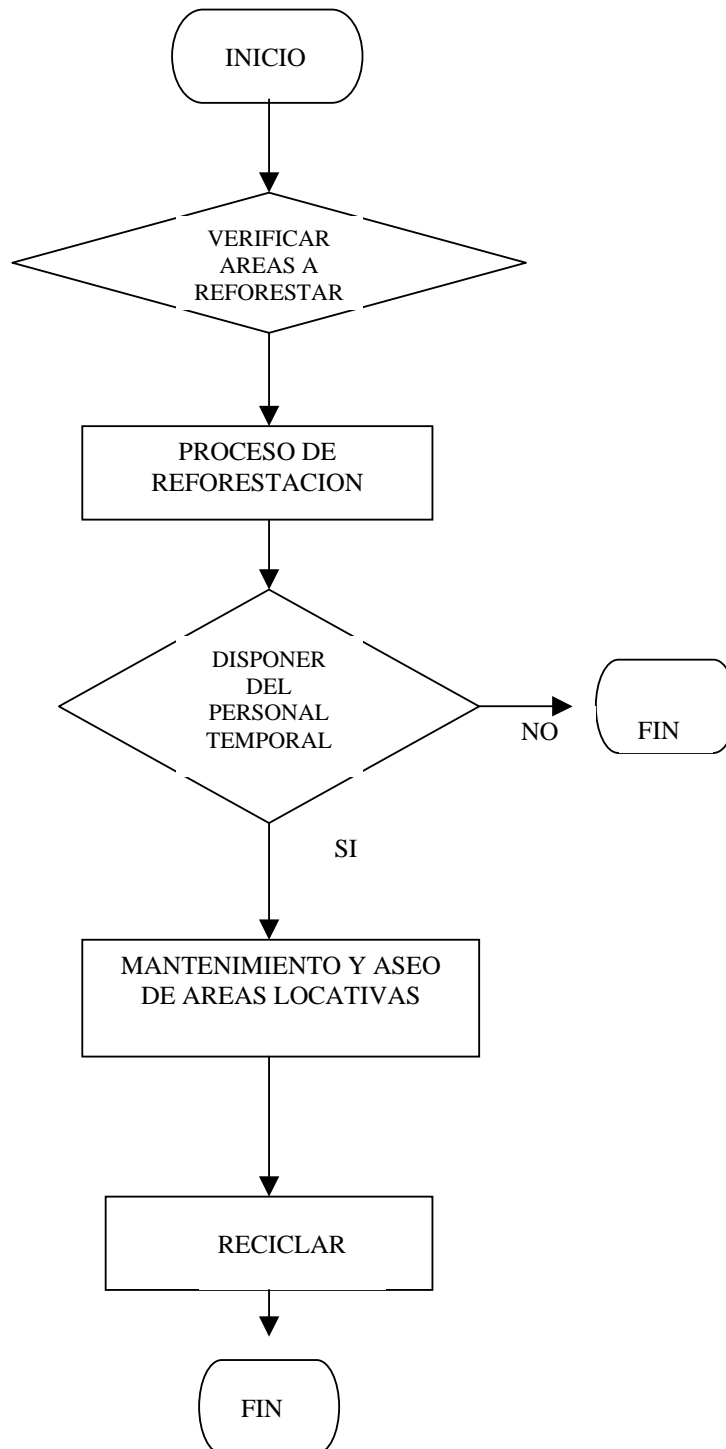 INICIO
VERIFICAR
AREAS A
REFORESTAR
PROCESO DE
REFORESTACION
DISPONER
DEL
PERSONAL
TEMPORAL
NO
FIN
SI
MANTENIMIENTO Y ASEO
DE AREAS LOCATIVAS
RECICLAR
FIN